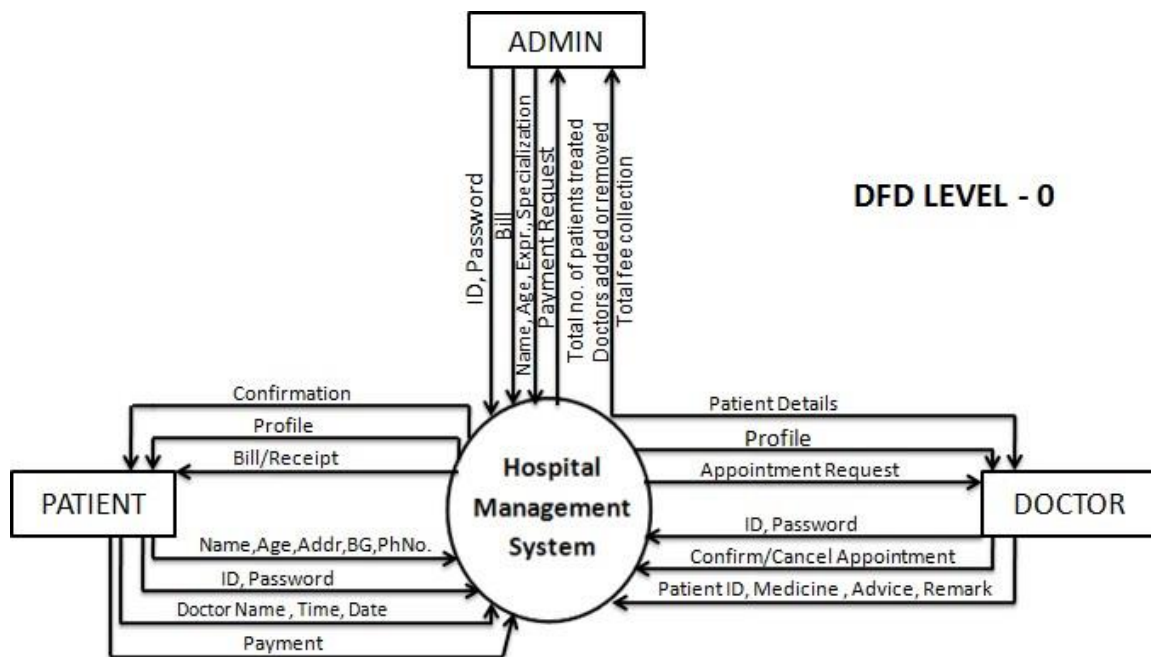 ADMIN
ID, Password
Bill
Name, Age, Expr., Specialization
Payment Request
Total no. of patients treated
Doctors added or removed
Total fee collection
DFD LEVEL - 0
Confirmation
Profile
Bill/Receipt
PATIENT
Name,Age,Addr,BG,PhNo.
ID, Password
Doctor Name , Time, Date
Payment
Hospital
Management
System
Patient Details
Profile
Appointment Request
DOCTOR
ID, Password
Confirm/Cancel Appointment
Patient ID, Medicine , Advice, Remark